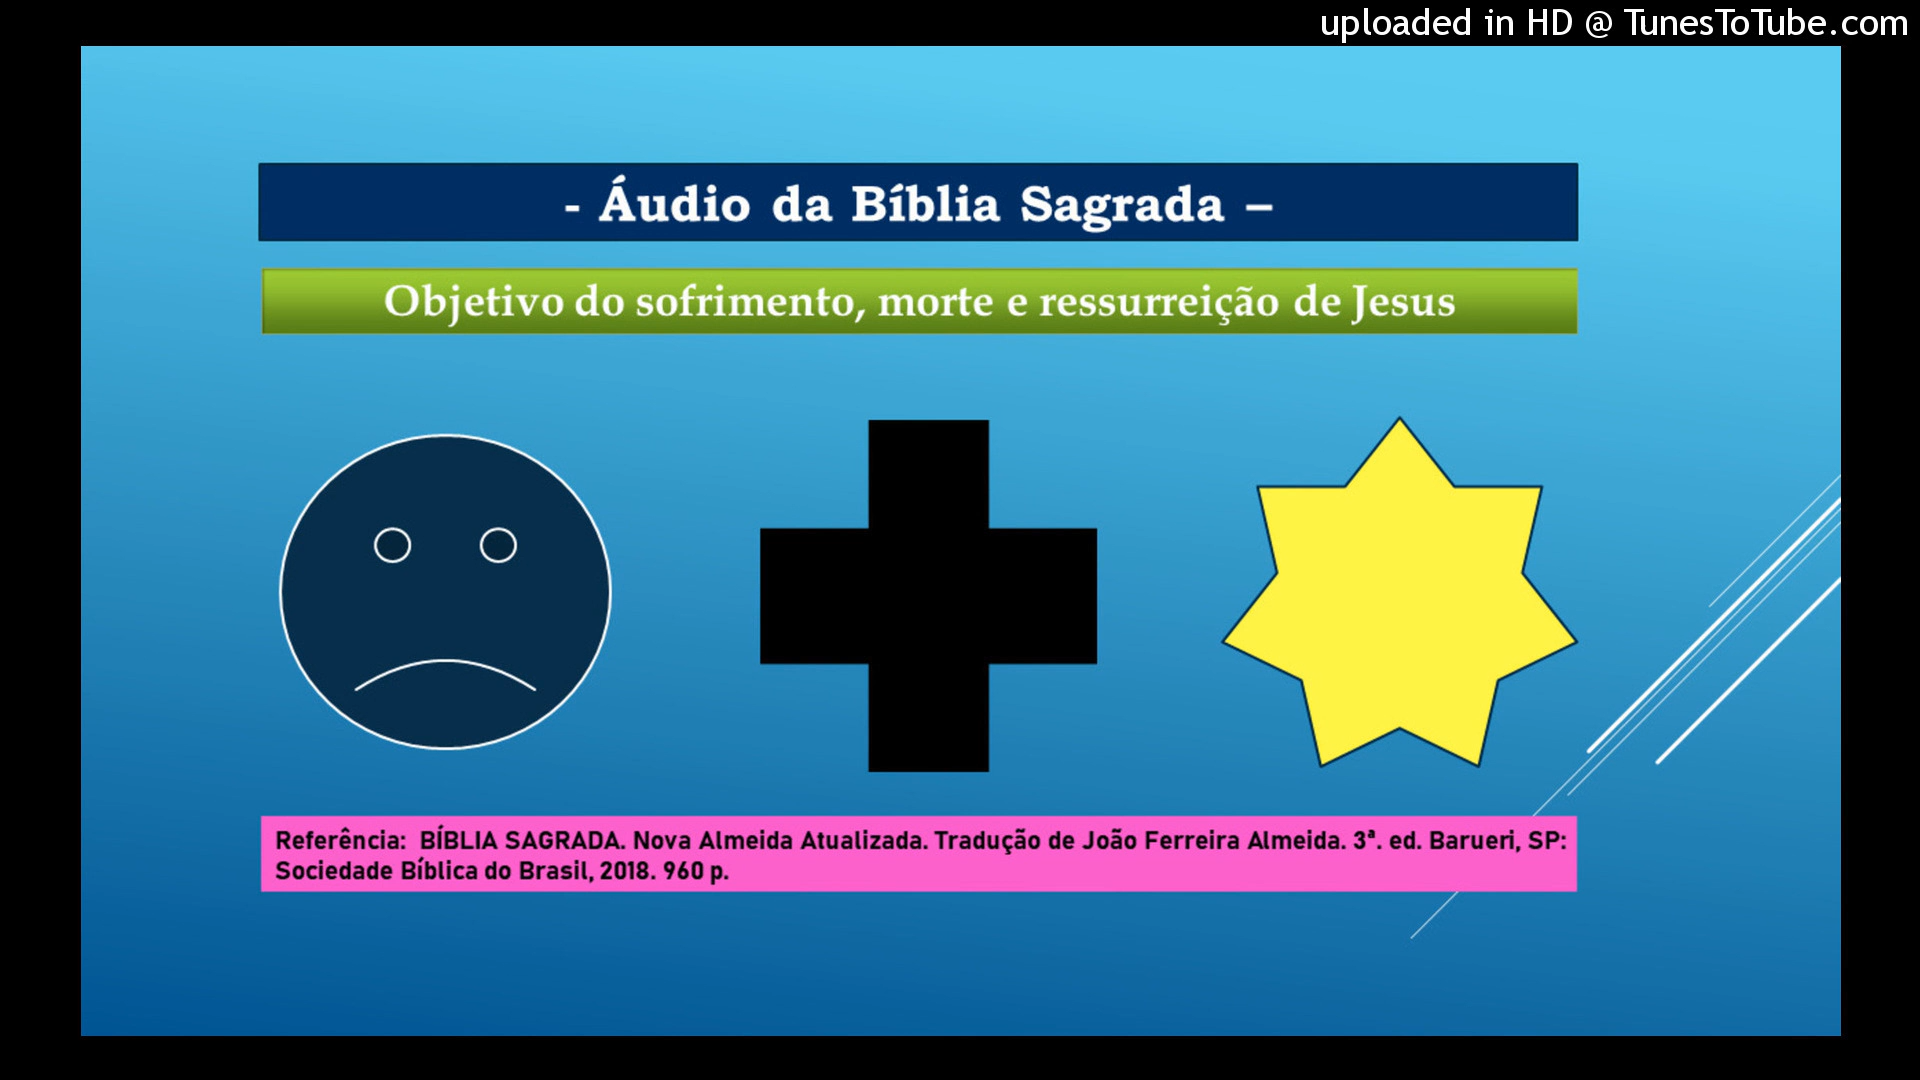 uploaded in HD @ TunesToTube.com
- Áudio da Bíblia Sagrada –
Objetivo do sofrimento, morte e ressurreição de Jesus
Referência:  BÍBLIA SAGRADA. Nova Almeida Atualizada. Tradução de João Ferreira Almeida. 3ª. ed. Barueri, SP:
Sociedade Bíblica do Brasil, 2018. 960 p.